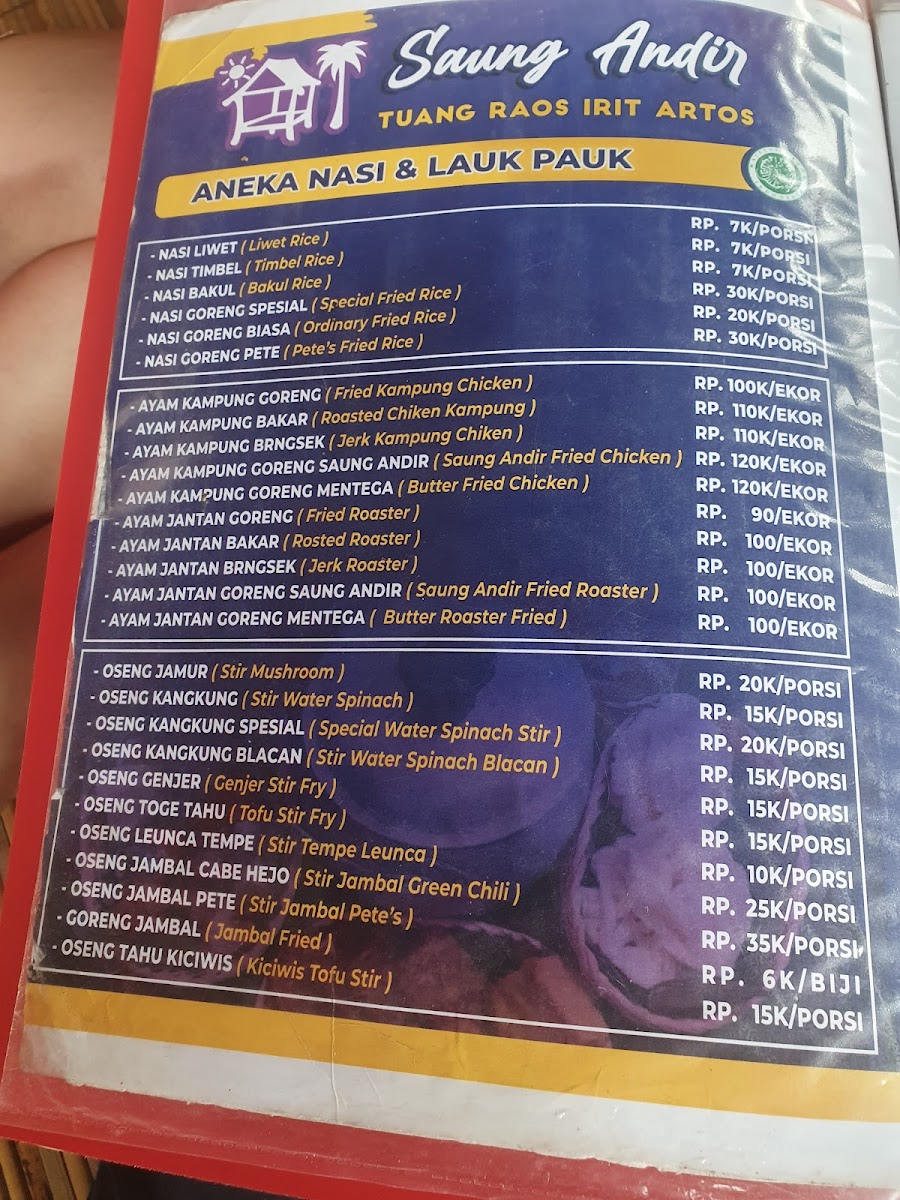 Saung Andir
TUANG RAOS IRIT ARTOS
ANEKA NASI & LAUK PAUK
- NASI LIWET ( Liwet Rice ) RP. 7K/PORSI
- NASI TIMBEL ( Timbel Rice ) RP. 7K/PORSI
- NASI BAKUL ( Bakul Rice ) RP. 7K/PORSI
- NASI GORENG SPESIAL ( Special Fried Rice ) RP. 30K/PORSI
- NASI GORENG BIASA ( Ordinary Fried Rice ) RP. 20K/PORSI
- NASI GORENG PETE ( Pete's Fried Rice ) RP. 30K/PORSI
- AYAM KAMPUNG GORENG ( Fried Kampung Chicken ) RP. 100K/EKOR
- AYAM KAMPUNG BAKAR ( Roasted Chiken Kampung ) RP. 110K/EKOR
- AYAM KAMPUNG BRNGSEK ( Jerk Kampung Chiken ) RP. 110K/EKOR
- AYAM KAMPUNG GORENG SAUNG ANDIR ( Saung Andir Fried Chicken ) RP. 120K/EKOR
- AYAM KAMPUNG GORENG MENTEGA ( Butter Fried Chicken ) RP. 120K/EKOR
- AYAM JANTAN GORENG ( Fried Roaster ) RP. 90/EKOR
- AYAM JANTAN BAKAR ( Rosted Roaster ) RP. 100/EKOR
- AYAM JANTAN BRNGSEK ( Jerk Roaster ) RP. 100/EKOR
- AYAM JANTAN GORENG SAUNG ANDIR ( Saung Andir Fried Roaster ) RP. 100/EKOR
- AYAM JANTAN GORENG MENTEGA ( Butter Roaster Fried ) RP. 100/EKOR
- OSENG JAMUR ( Stir Mushroom ) RP. 20K/PORSI
- OSENG KANGKUNG ( Stir Water Spinach ) RP. 15K/PORSI
- OSENG KANGKUNG SPESIAL ( Special Water Spinach Stir ) RP. 20K/PORSI
- OSENG KANGKUNG BLACAN ( Stir Water Spinach Blacan ) RP. 15K/PORSI
- OSENG GENJER ( Genjer Stir Fry ) RP. 15K/PORSI
- OSENG TOGE TAHU ( Tofu Stir Fry ) RP. 15K/PORSI
- OSENG LEUNCA TEMPE ( Stir Tempe Leunca ) RP. 10K/PORSI
- OSENG JAMBAL CABE HEJO ( Stir Jambal Green Chili ) RP. 25K/PORSI
- OSENG JAMBAL PETE ( Stir Jambal Pete's ) RP. 35K/PORSI
- GORENG JAMBAL ( Jambal Fried ) RP. 6K/BIJI
- OSENG TAHU KICIWIS ( Kiciwis Tofu Stir ) RP. 15K/PORSI